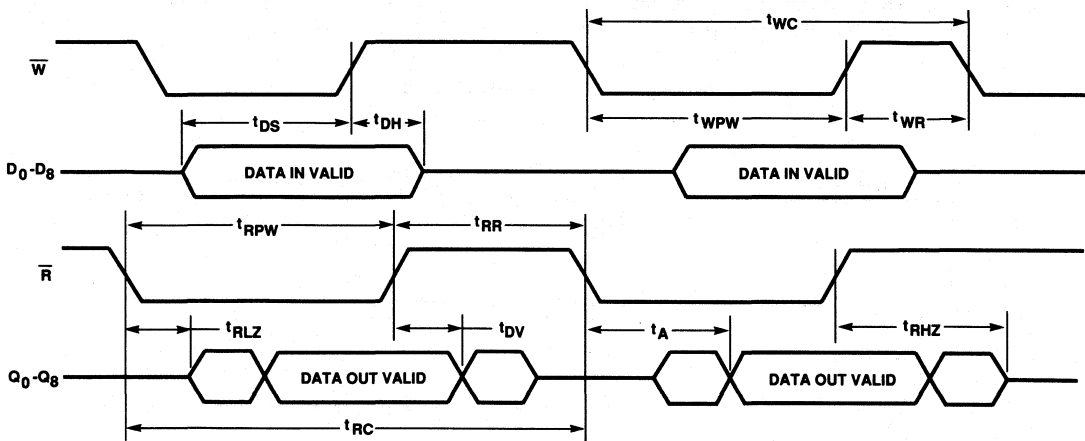 tWC
W
tDS
tDH
tWPW
tWR
D0-D8
DATA IN VALID
DATA IN VALID
tRPW
tRR
R
tRLZ
tDV
tA
tRHZ
Q0-Q8
DATA OUT VALID
DATA OUT VALID
tRC